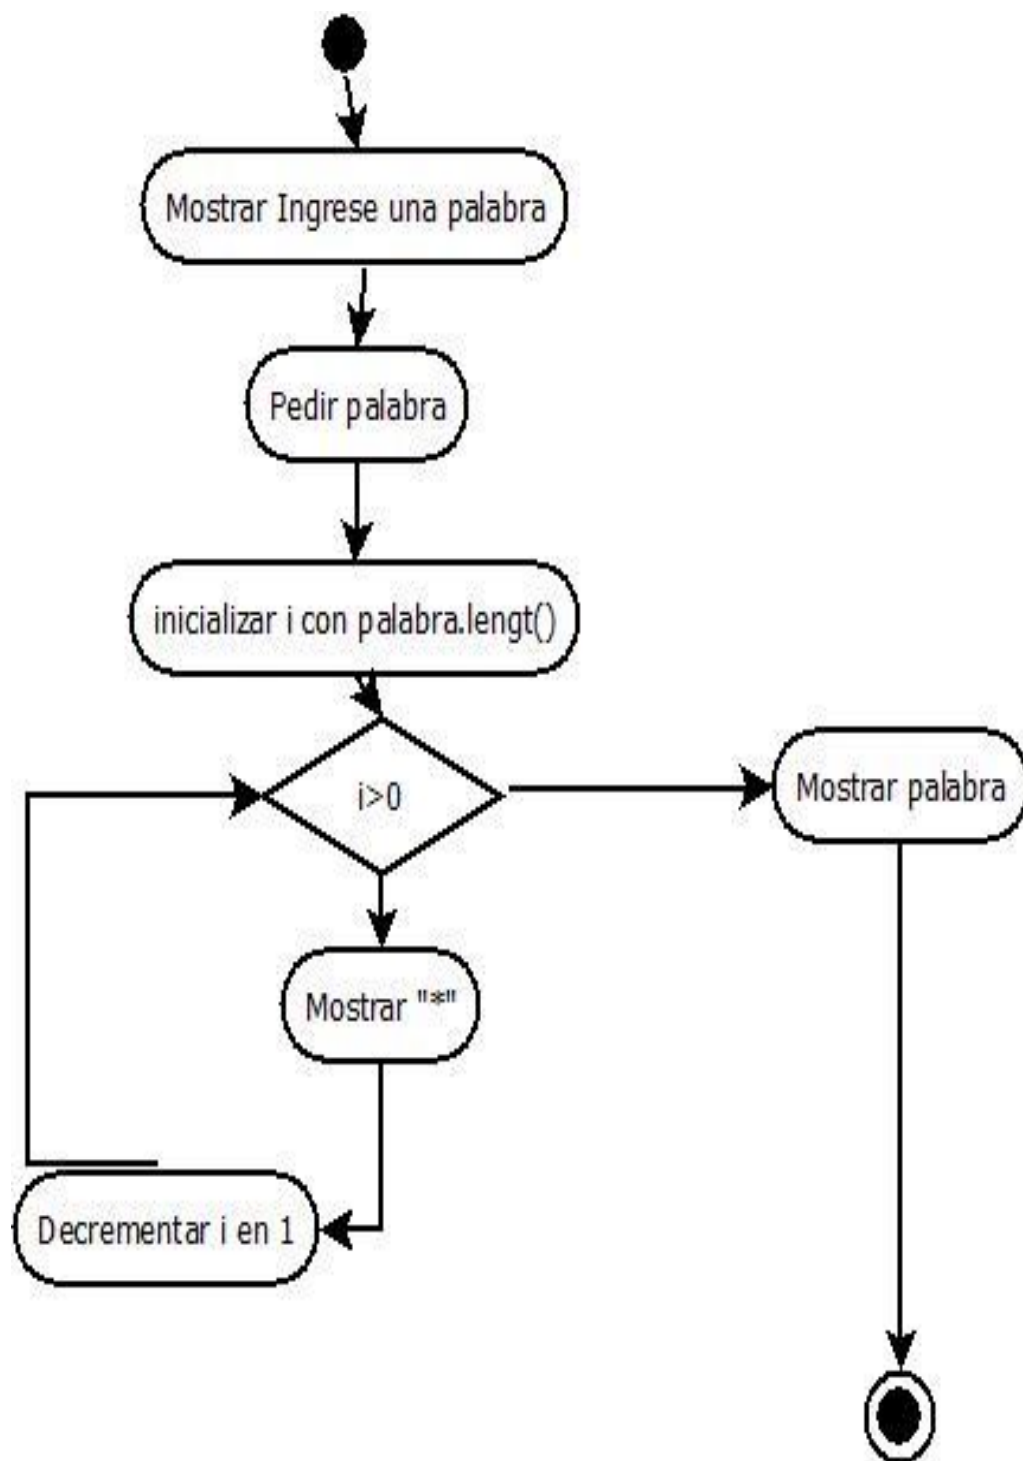 Mostrar Ingrese una palabra
Pedir palabra
inicializar i con palabra.lengt()
i>0
Mostrar palabra
Mostrar "*"
Decrementar i en 1